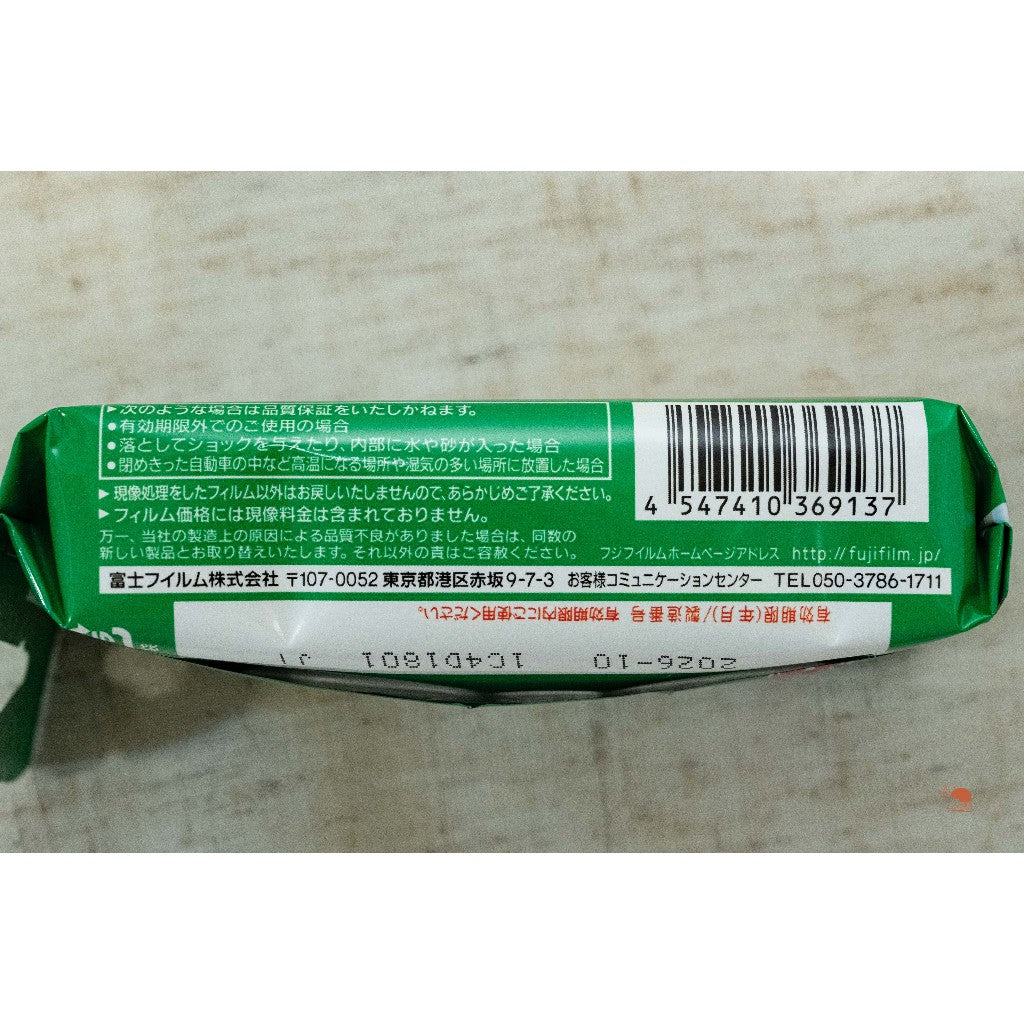 ▶次のような場合は品質保証をいたしかねます。
●有効期限外でのご使用の場合
●落としてショックを与えたり、内部に水や砂が入った場合
●閉めきった自動車の中など高温になる場所や湿気の多い場所に放置した場合
▶現像処理をしたフィルム以外はお戻しいたしませんので、あらかじめご了承ください。
▶フィルム価格には現像料金は含まれておりません。
万一、当社の製造上の原因による品質不良がありました場合は、同数の
新しい製品とお取り替えいたします。それ以外の責はご容赦ください。
フジフイルムホームページアドレス http://fujifilm.jp/
4 547410 369137
富士フイルム株式会社 〒107-0052 東京都港区赤坂9-7-3 お客様コミュニケーションセンター TEL050-3786-1711
有効期限(年月)/製造番号 有効期限内にご使用ください。
2026-10 1C4D1801 J1